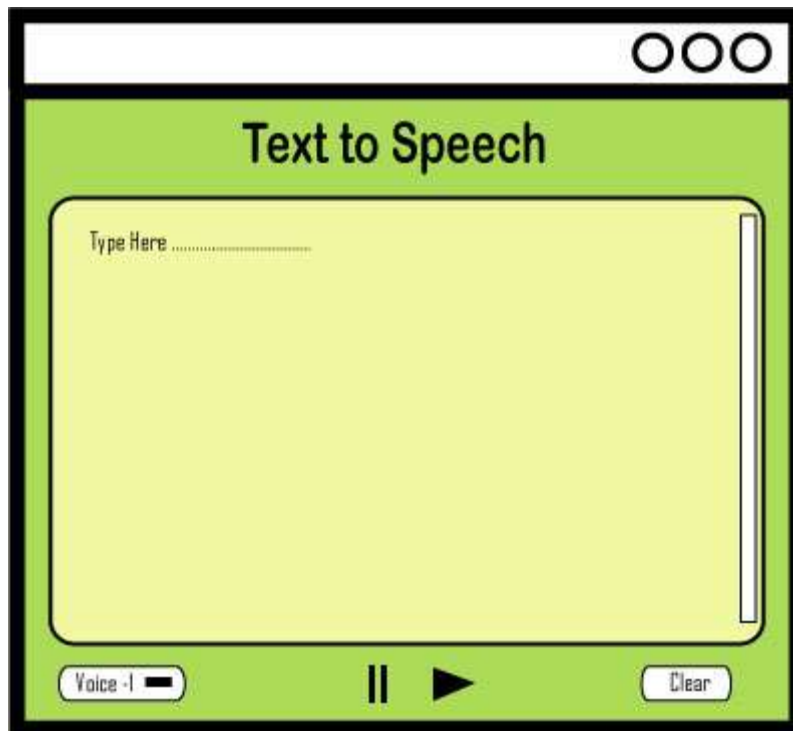 Text to Speech
Type Here ...............................
Voice -1
Clear